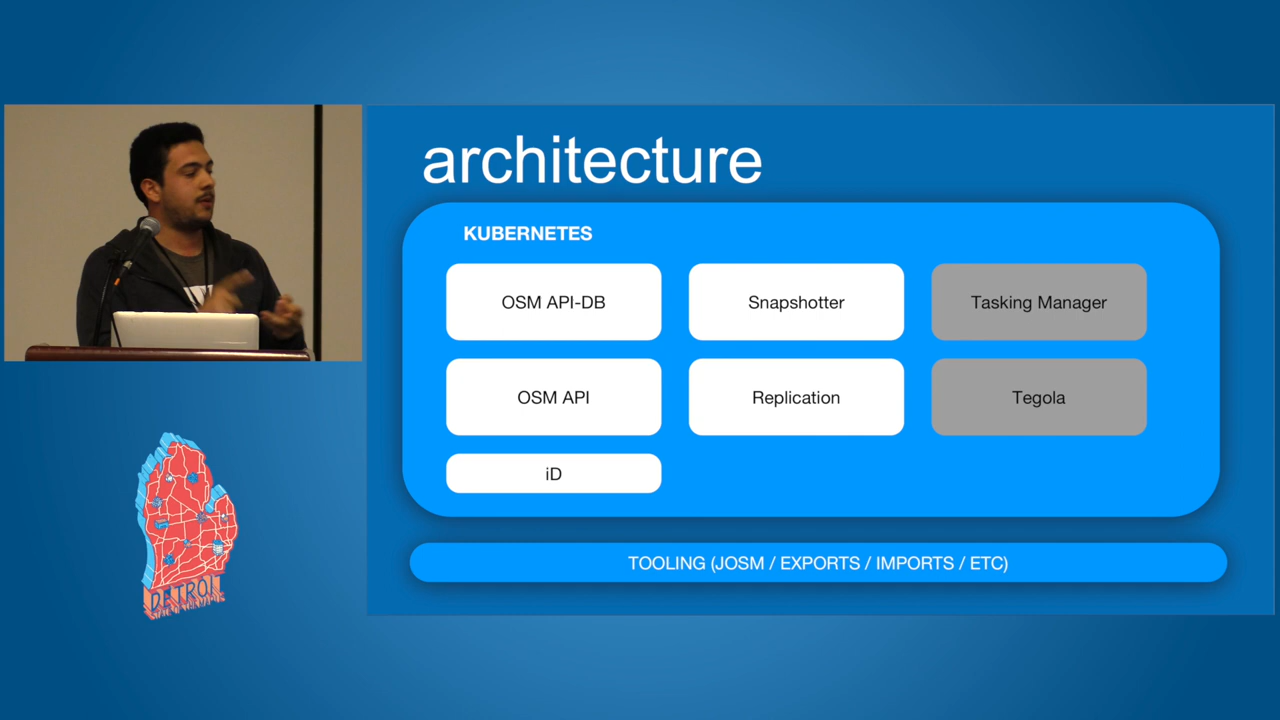 architecture
KUBERNETES
OSM API-DB
Snapshotter
Tasking Manager
OSM API
Replication
Tegola
iD
TOOLING (JOSM / EXPORTS / IMPORTS / ETC)
DETROIT